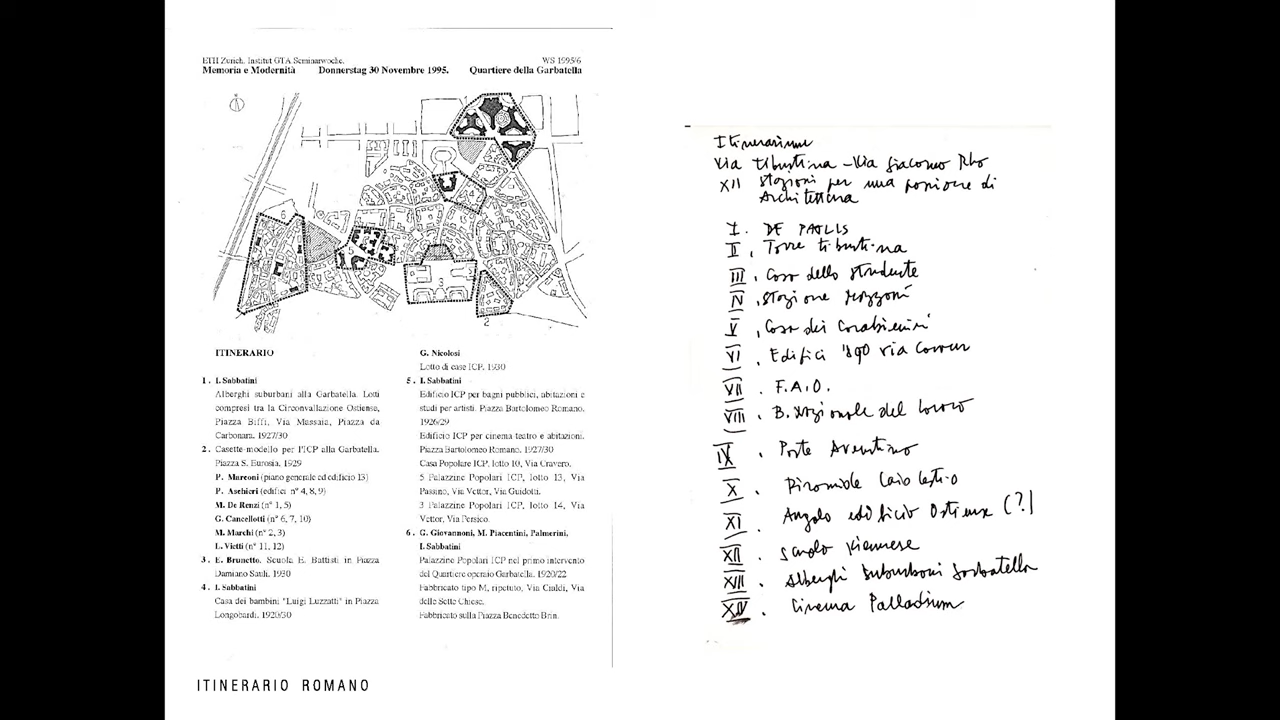 ETH Zurich. Institut GTA Seminarwoche.
WS 1995/6
Memoria e Modernità Donnerstag 30 Novembre 1995. Quartiere della Garbatella
6
4
3
2
ITINERARIO
1. I. Sabbatini
Alberghi suburbani alla Garbatella. Lotti
compresi tra la Circonvallazione Ostiense,
Piazza Biffi, Via Massaia, Piazza da
Carbonara. 1927/30
2. Casette-modello per l'ICP alla Garbatella.
Piazza S. Eurosia. 1929
P. Marconi (piano generale ed edificio 13)
P. Aschieri (edifici n° 4, 8, 9)
M. De Renzi (n° 1, 5)
G. Cancellotti (n° 6, 7, 10)
M. Marchi (n° 2, 3)
L. Vietti (n° 11, 12)
3. E. Brunetto. Scuola E. Battisti in Piazza
Damiano Sauli. 1930
4. I. Sabbatini
Casa dei bambini "Luigi Luzzatti" in Piazza
Longobardi. 1920/30
G. Nicolosi
Lotto di case ICP. 1930
5. I. Sabbatini
Edificio ICP per bagni pubblici, abitazioni e
studi per artisti. Piazza Bartolomeo Romano.
1926/29
Edificio ICP per cinema-teatro e abitazioni.
Piazza Bartolomeo Romano. 1927/30
Casa Popolare ICP, lotto 10, Via Cravero.
5 Palazzine Popolari ICP, lotto 13, Via
Passino, Via Vettor, Via Guidotti.
3 Palazzine Popolari ICP, lotto 14, Via
Vettor, Via Persico.
6. G. Giovannoni, M. Piacentini, Palmerini,
I. Sabbatini
Palazzine Popolari ICP nel primo intervento
del Quartiere operaio Garbatella. 1920/22
Fabbricato tipo M, ripetuto, Via Cialdi, Via
delle Sette Chiese.
Fabbricato sulla Piazza Benedetto Brin.
ITINERARIO ROMANO
Via tiburtina - Via Giacomo Rho
XII Stazioni per una posizione di
Architettura
I. DE PAOLIS
II. Torre tiburtina
III. Casa dello studente
IV. Stazione Mazzoni
V. Casa dei Carabinieri
VI. Edifici '890 via Cavour
VII. F.A.O.
VIII. B. Nazionale del Lavoro
IX. Poste Aventino
X. Piramide Caio Cestio
XI. Angolo edificio Ostiense (?)
XII. Scuola
XIII. Alberghi Suburbani Garbatella
XIV. Cinema Palladium